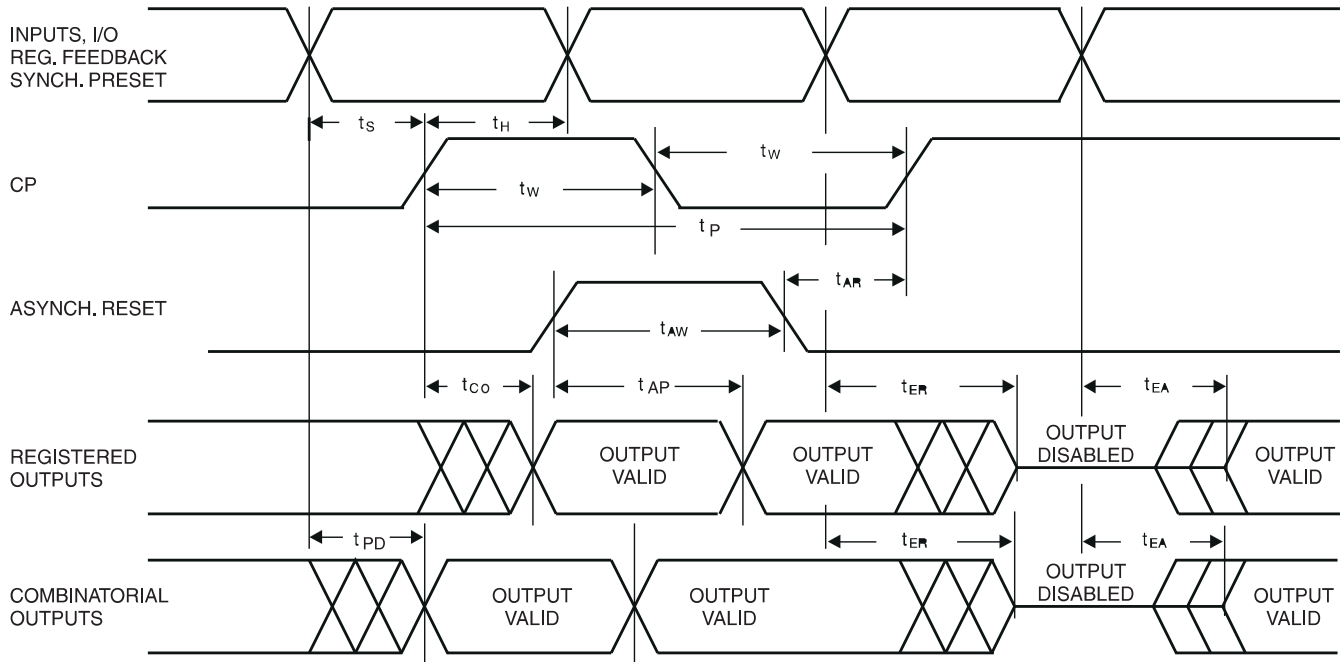 INPUTS, I/O
REG. FEEDBACK
SYNCH. PRESET
tS
tH
CP
tW
tW
tP
ASYNCH. RESET
tAR
tAW
tCO
tAP
tER
tEA
REGISTERED
OUTPUTS
OUTPUT
VALID
OUTPUT
VALID
OUTPUT
DISABLED
OUTPUT
VALID
tPD
tER
tEA
COMBINATORIAL
OUTPUTS
OUTPUT
VALID
OUTPUT
VALID
OUTPUT
DISABLED
OUTPUT
VALID